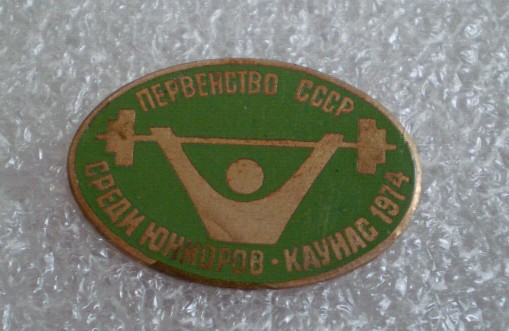 ПЕРВЕНСТВО СССР
СРЕДИ ЮНИОРОВ · КАУНАС 1974